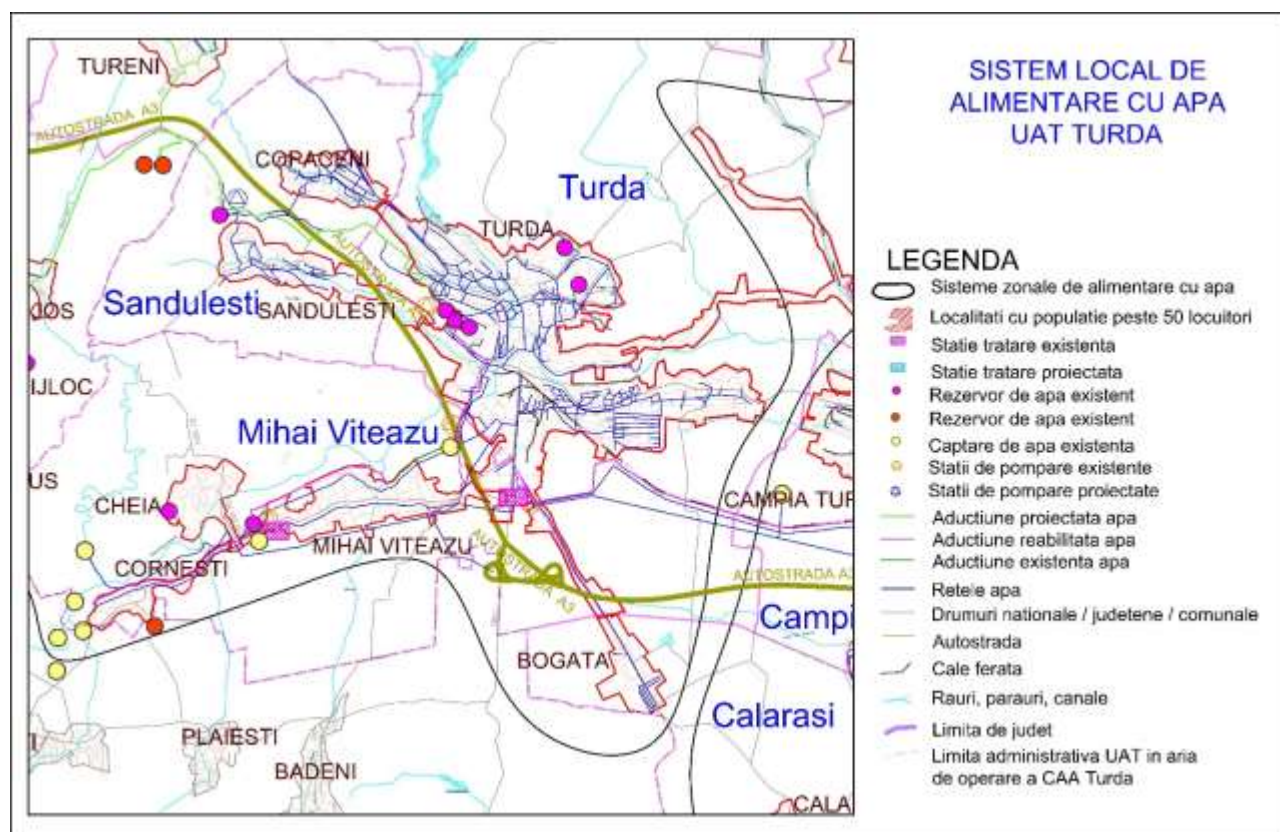 TURENI
AUTOSTRADA A3
COPACENI
Turda
TURDA
AUTOSTRADA
Sandulesti
SANDULESTI
JOS
IJLOC
Mihai Viteazu
US
CHEIA
CAMPIA TUR
MIHAI VITEAZU
CORNESTI
AUTOSTRADA A3
AUTOSTRADA A3
Campi
BOGATA
Calarasi
PLAIESTI
BADENI
CALA
SISTEM LOCAL DE
ALIMENTARE CU APA
UAT TURDA
LEGENDA
Sisteme zonale de alimentare cu apa
Localitati cu populatie peste 50 locuitori
Statie tratare existenta
Statie tratare proiectata
Rezervor de apa existent
Rezervor de apa existent
Captare de apa existenta
Statii de pompare existente
Statii de pompare proiectate
Aductiune proiectata apa
Aductiune reabilitata apa
Aductiune existenta apa
Retele apa
Drumuri nationale / judetene / comunale
Autostrada
Cale ferata
Rauri, parauri, canale
Limita de judet
Limita administrativa UAT in aria
de operare a CAA Turda